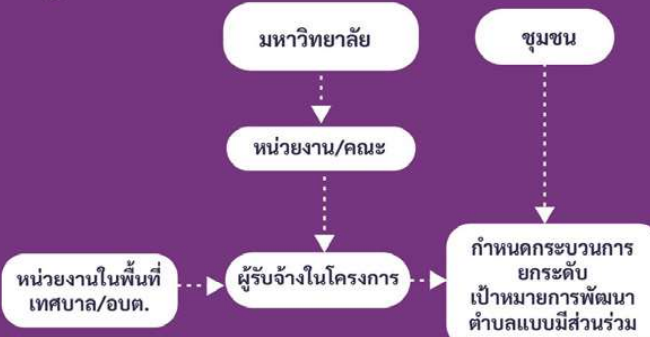 มหาวิทยาลัย
ชุมชน
หน่วยงาน/คณะ
หน่วยงานในพื้นที่
เทศบาล/อบต.
ผู้รับจ้างในโครงการ
กำหนดกระบวนการ
ยกระดับ
เป้าหมายการพัฒนา
ตำบลแบบมีส่วนร่วม